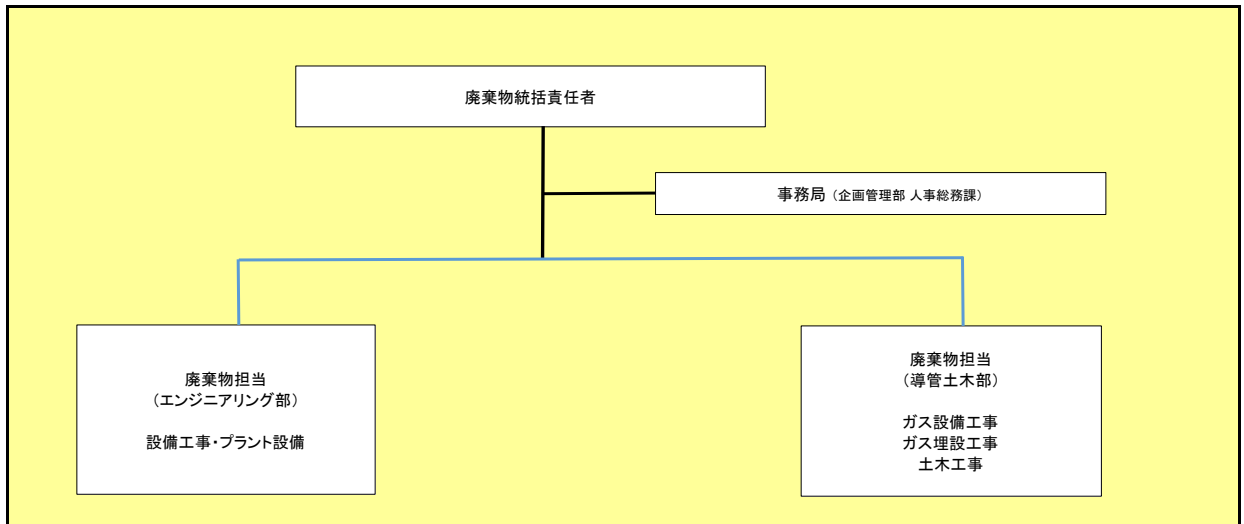 廃棄物統括責任者
事務局（企画管理部 人事総務課）
廃棄物担当
（エンジニアリング部）
設備工事・プラント設備
廃棄物担当
（導管土木部）
ガス設備工事
ガス埋設工事
土木工事